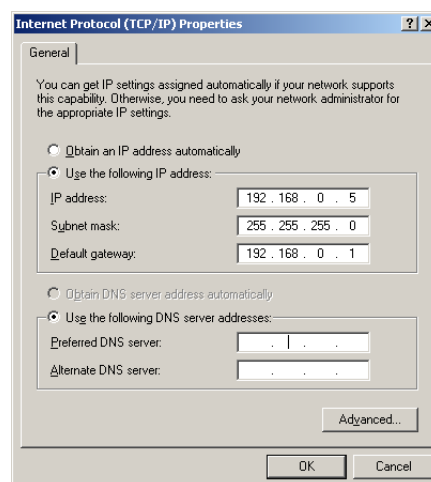 Internet Protocol (TCP/IP) Properties
General
You can get IP settings assigned automatically if your network supports
this capability. Otherwise, you need to ask your network administrator for
the appropriate IP settings.
Obtain an IP address automatically
Use the following IP address:
IP address: 192 . 168 . 0 . 5
Subnet mask: 255 . 255 . 255 . 0
Default gateway: 192 . 168 . 0 . 1
Obtain DNS server address automatically
Use the following DNS server addresses:
Preferred DNS server: . . .
Alternate DNS server: . . .
Advanced...
OK Cancel